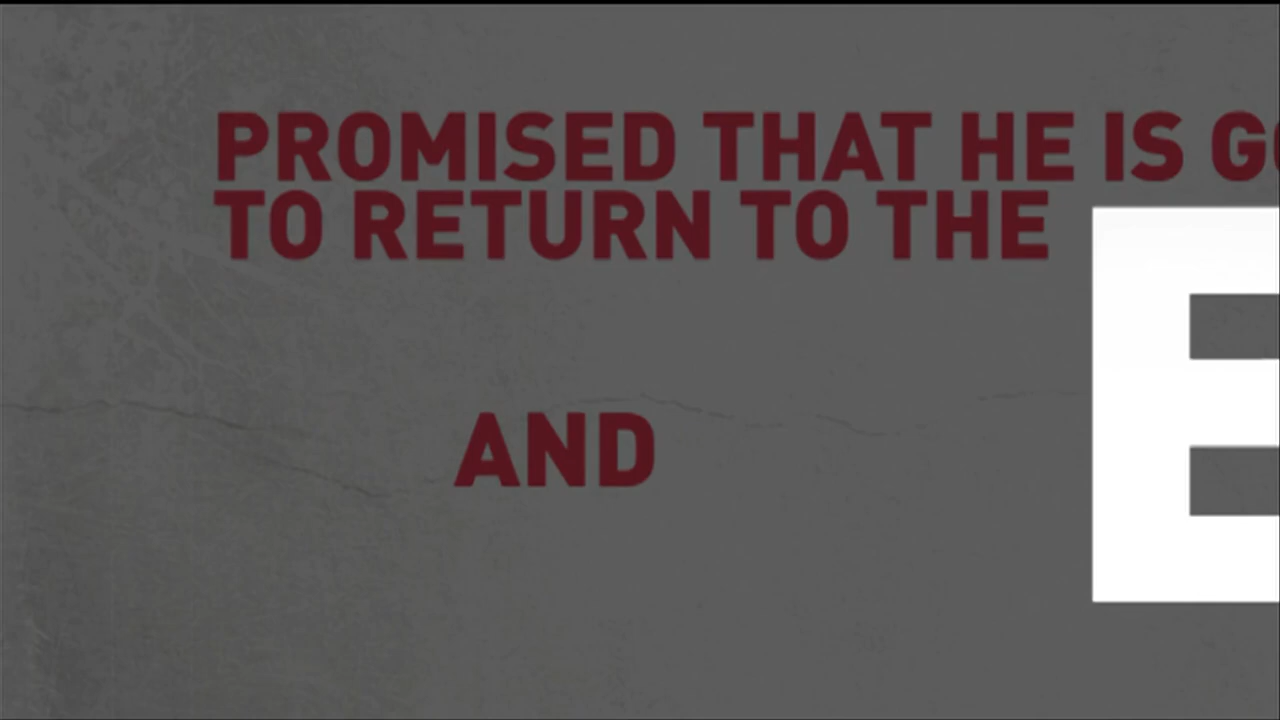 PROMISED THAT HE IS
TO RETURN TO THE
E
AND